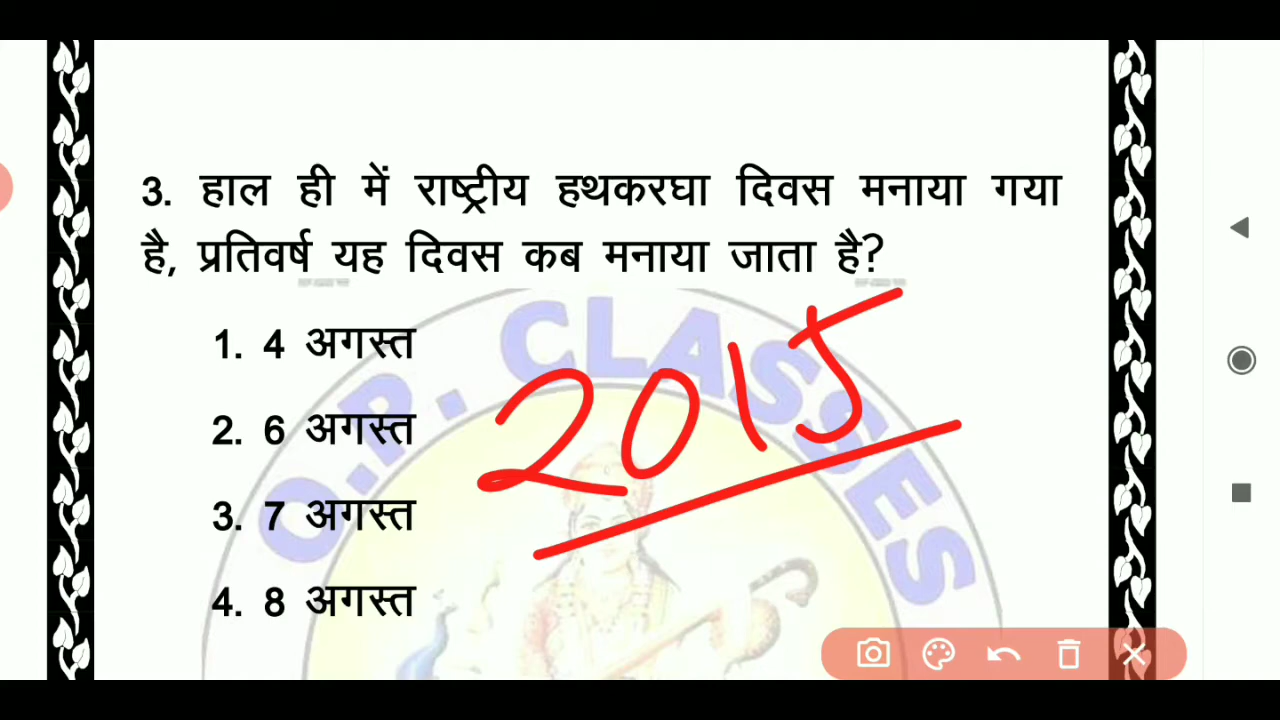 3. हाल ही में राष्ट्रीय हथकरघा दिवस मनाया गया
है, प्रतिवर्ष यह दिवस कब मनाया जाता है?
1. 4 अगस्त
2. 6 अगस्त
3. 7 अगस्त
4. 8 अगस्त
2015
O.P. CLASSES